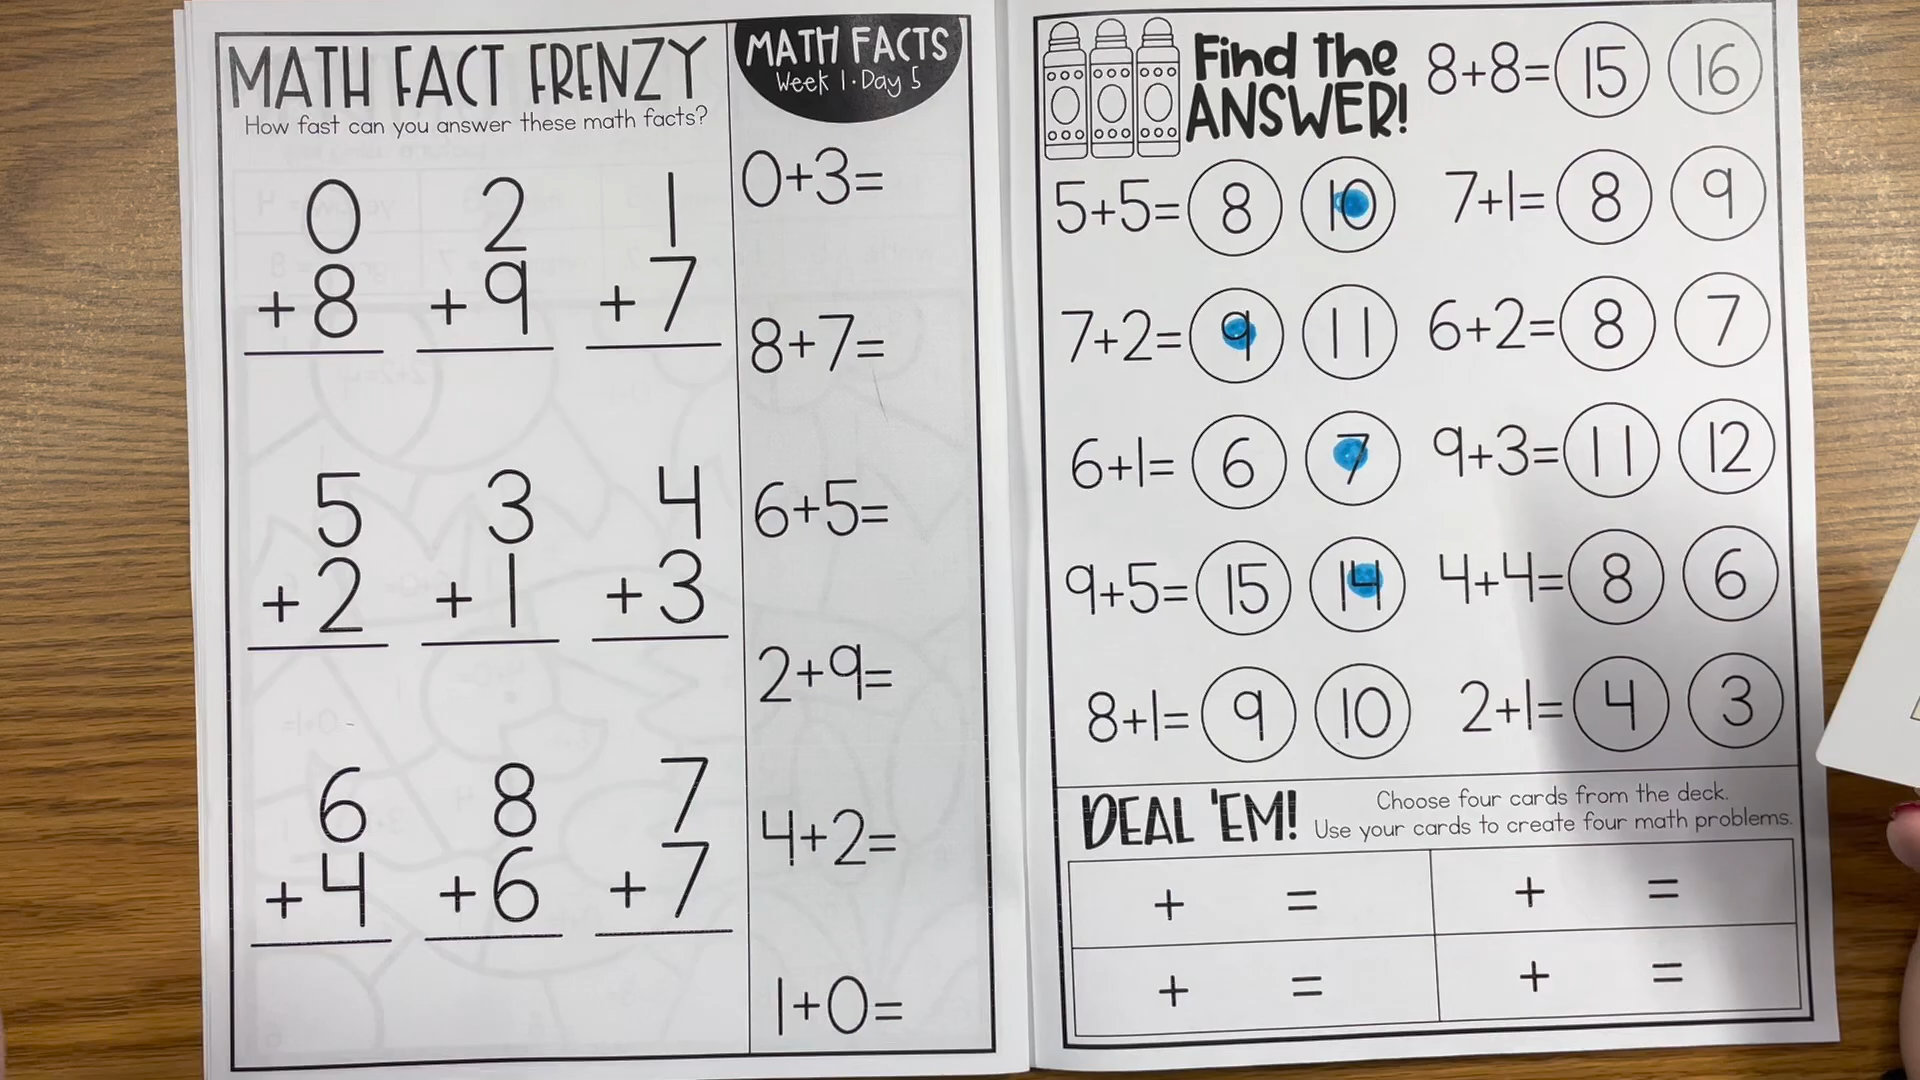 MATH FACT FRENZY
How fast can you answer these math facts?
0 2 1
+8 +9 +7
5 3 4
+2 +1 +3
6 8 7
+4 +6 +7
MATH FACTS
Week 1•Day 5
0+3=
8+7=
6+5=
2+9=
4+2=
1+0=
Find the
ANSWER!
5+5= 8 10
7+2= 9 11
6+1= 6 7
9+5= 15 14
8+1= 9 10
8+8= 15 16
7+1= 8 9
6+2= 8 7
9+3= 11 12
4+4= 8 6
2+1= 4 3
DEAL 'EM!
Choose four cards from the deck.
Use your cards to create four math problems.
+ = + =
+ = + =